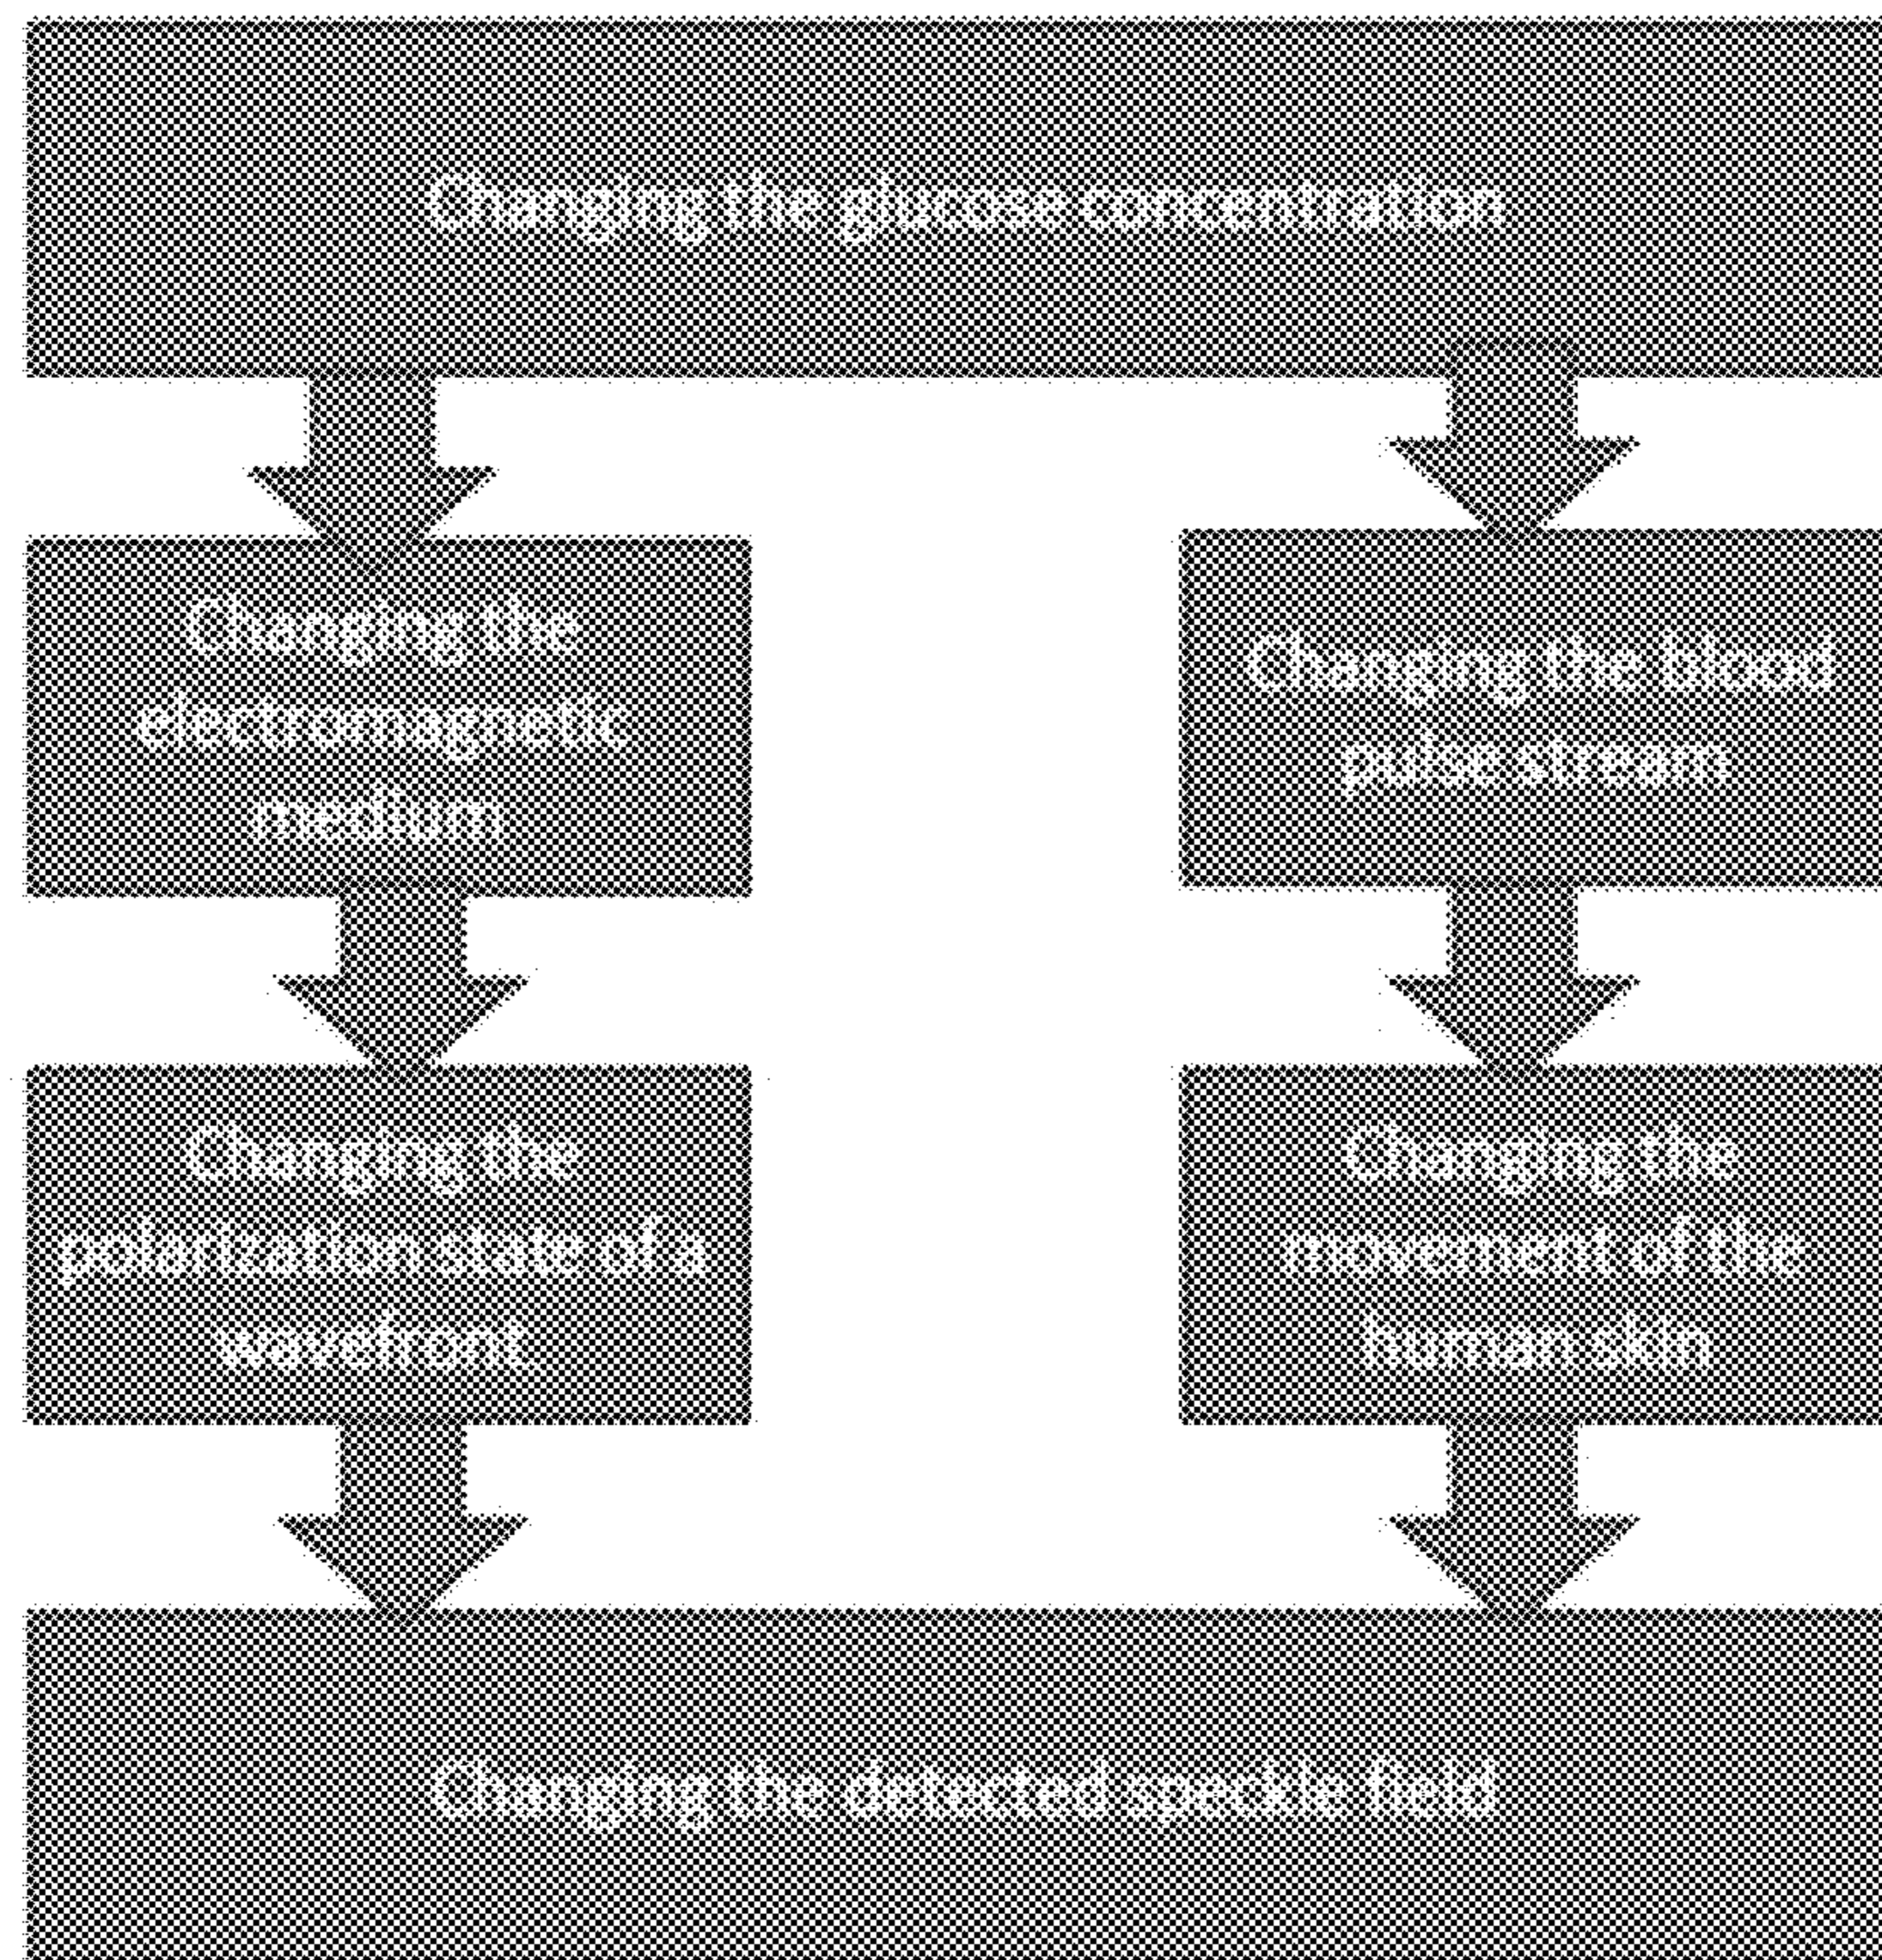 Changing the glucose concentration
Changing the
electromagnetic
medium
Changing the blood
pulse stream
Changing the
polarization state of a
wavefront.
Changing the
movement of the
human skin
Changing the detected speckle field